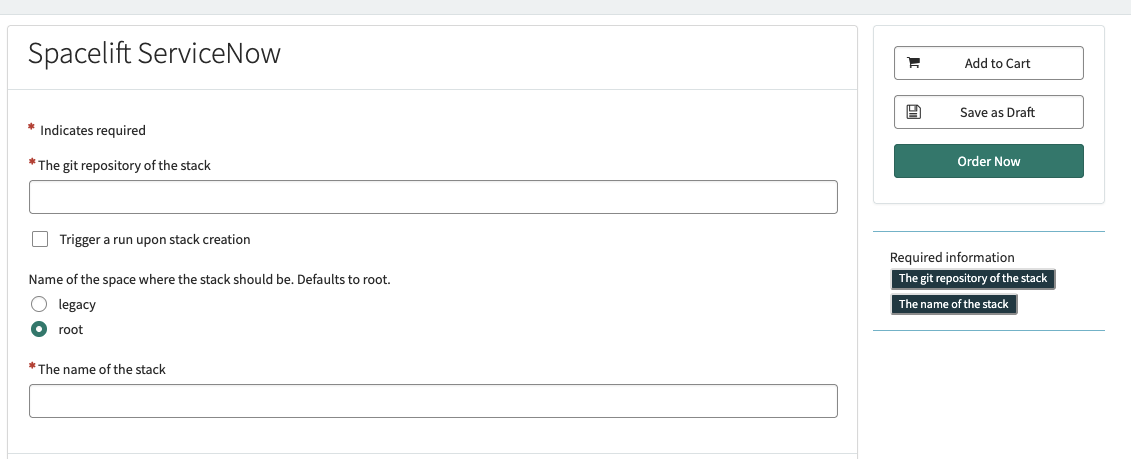 Spacelift ServiceNow
* Indicates required
* The git repository of the stack
Trigger a run upon stack creation
Name of the space where the stack should be. Defaults to root.
legacy
root
* The name of the stack
Add to Cart
Save as Draft
Order Now
Required information
The git repository of the stack
The name of the stack